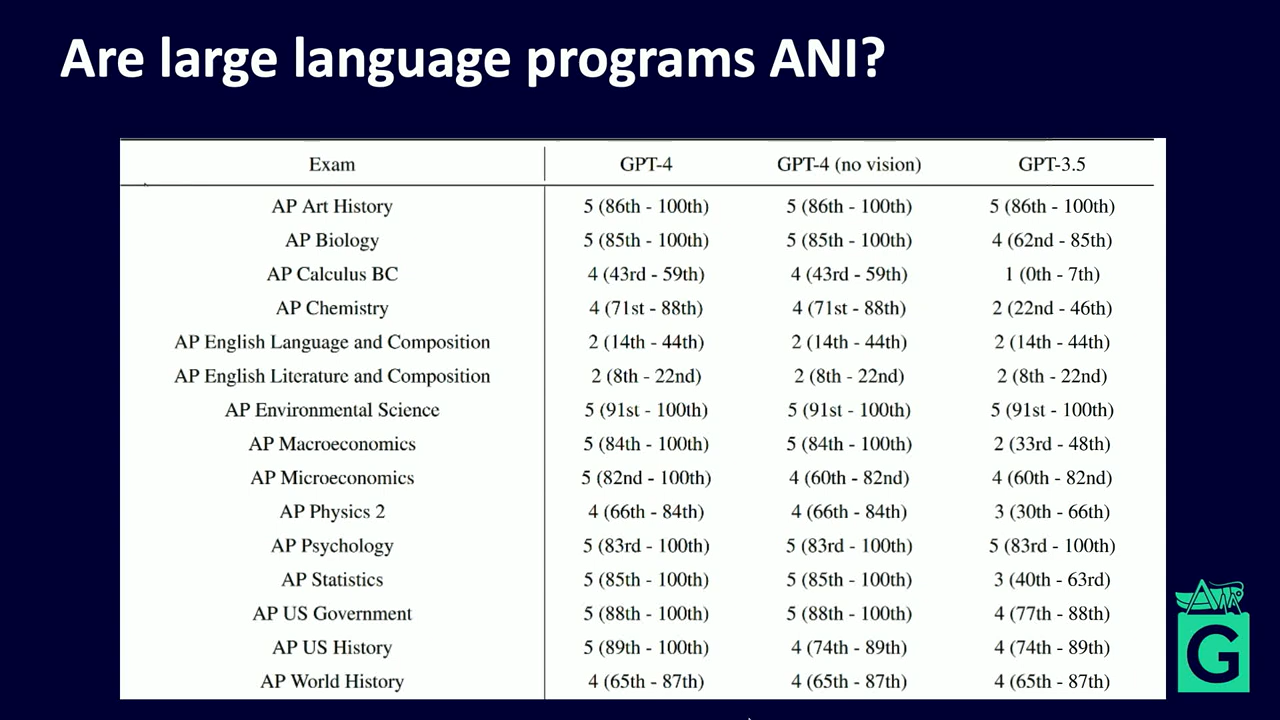 Are large language programs ANI?
Exam GPT-4 GPT-4 (no vision) GPT-3.5
AP Art History 5 (86th - 100th) 5 (86th - 100th) 5 (86th - 100th)
AP Biology 5 (85th - 100th) 5 (85th - 100th) 4 (62nd - 85th)
AP Calculus BC 4 (43rd - 59th) 4 (43rd - 59th) 1 (0th - 7th)
AP Chemistry 4 (71st - 88th) 4 (71st - 88th) 2 (22nd - 46th)
AP English Language and Composition 2 (14th - 44th) 2 (14th - 44th) 2 (14th - 44th)
AP English Literature and Composition 2 (8th - 22nd) 2 (8th - 22nd) 2 (8th - 22nd)
AP Environmental Science 5 (91st - 100th) 5 (91st - 100th) 5 (91st - 100th)
AP Macroeconomics 5 (84th - 100th) 5 (84th - 100th) 2 (33rd - 48th)
AP Microeconomics 5 (82nd - 100th) 4 (60th - 82nd) 4 (60th - 82nd)
AP Physics 2 4 (66th - 84th) 4 (66th - 84th) 3 (30th - 66th)
AP Psychology 5 (83rd - 100th) 5 (83rd - 100th) 5 (83rd - 100th)
AP Statistics 5 (85th - 100th) 5 (85th - 100th) 3 (40th - 63rd)
AP US Government 5 (88th - 100th) 5 (88th - 100th) 4 (77th - 88th)
AP US History 5 (89th - 100th) 4 (74th - 89th) 4 (74th - 89th)
AP World History 4 (65th - 87th) 4 (65th - 87th) 4 (65th - 87th)
G